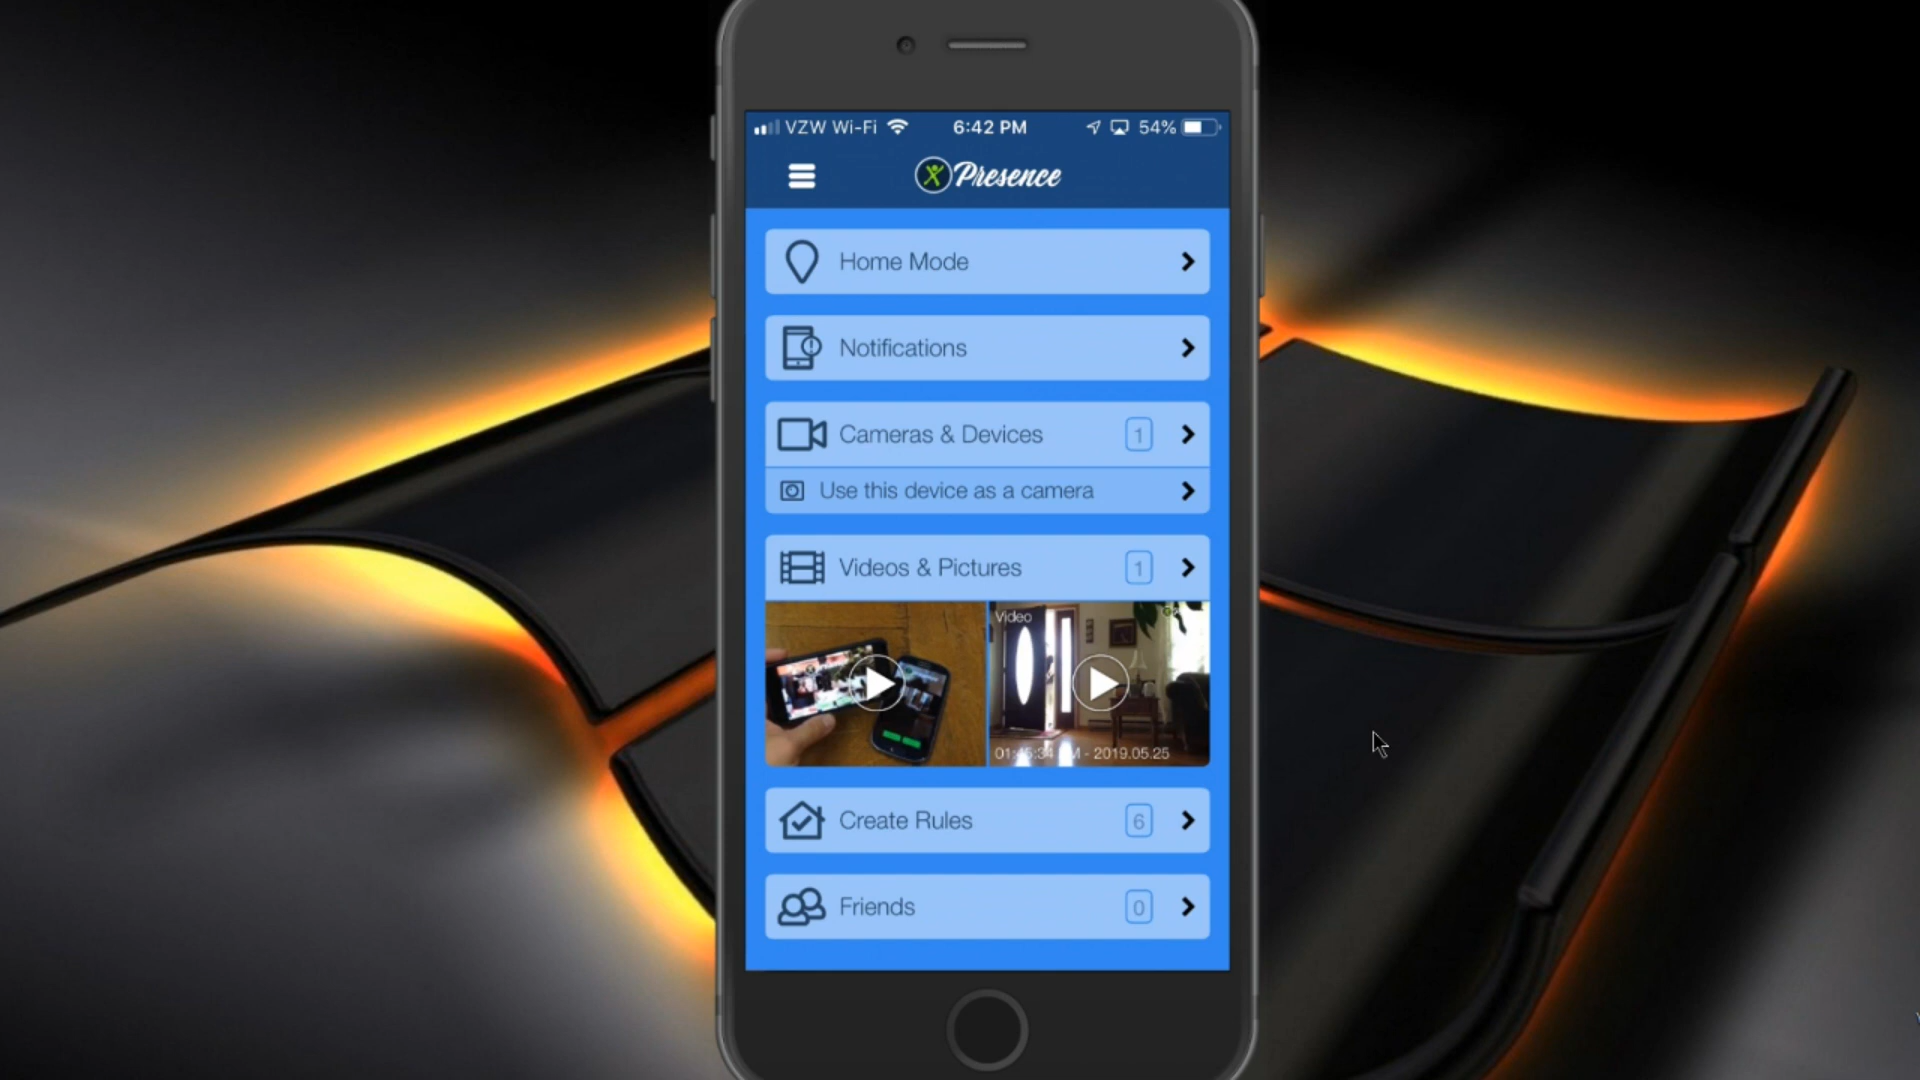 VZW Wi-Fi 6:42 PM 54%
Presence
Home Mode
Notifications
Cameras & Devices 1
Use this device as a camera
Videos & Pictures 1
Video
- 2019.05.25
Create Rules 6
Friends 0